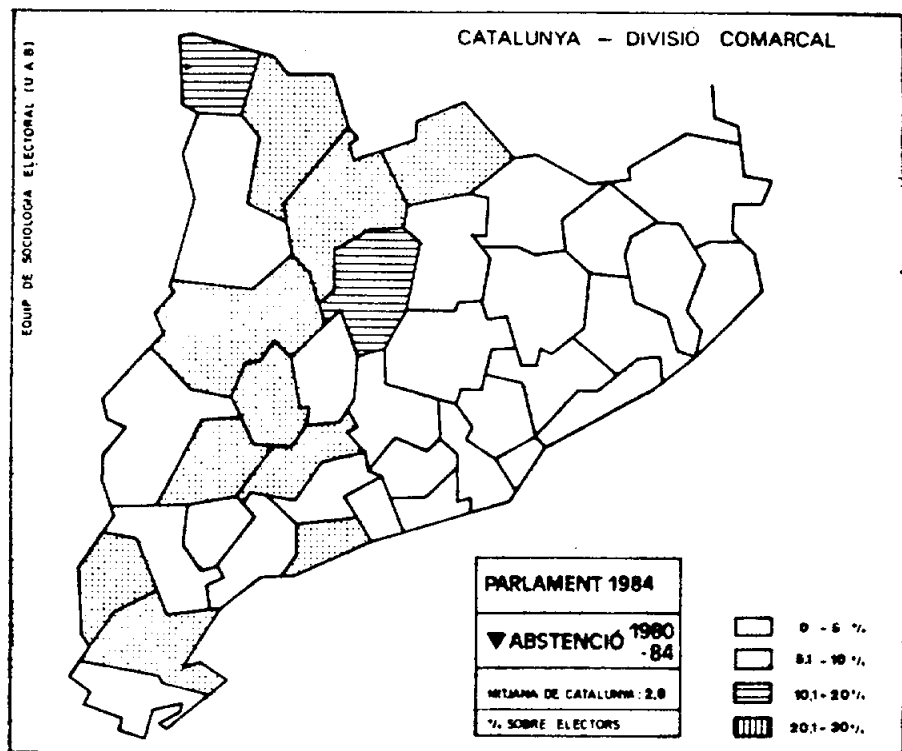 CATALUNYA - DIVISIÓ COMARCAL
EQUIP DE SOCIOLOGIA ELECTORAL (U A B)
PARLAMENT 1984
▼ ABSTENCIÓ 1980
-84
MITJANA DE CATALUNYA : 2,8
% SOBRE ELECTORS
0 - 5 %
5,1 - 10 %
10,1 - 20 %
20,1 - 30 %